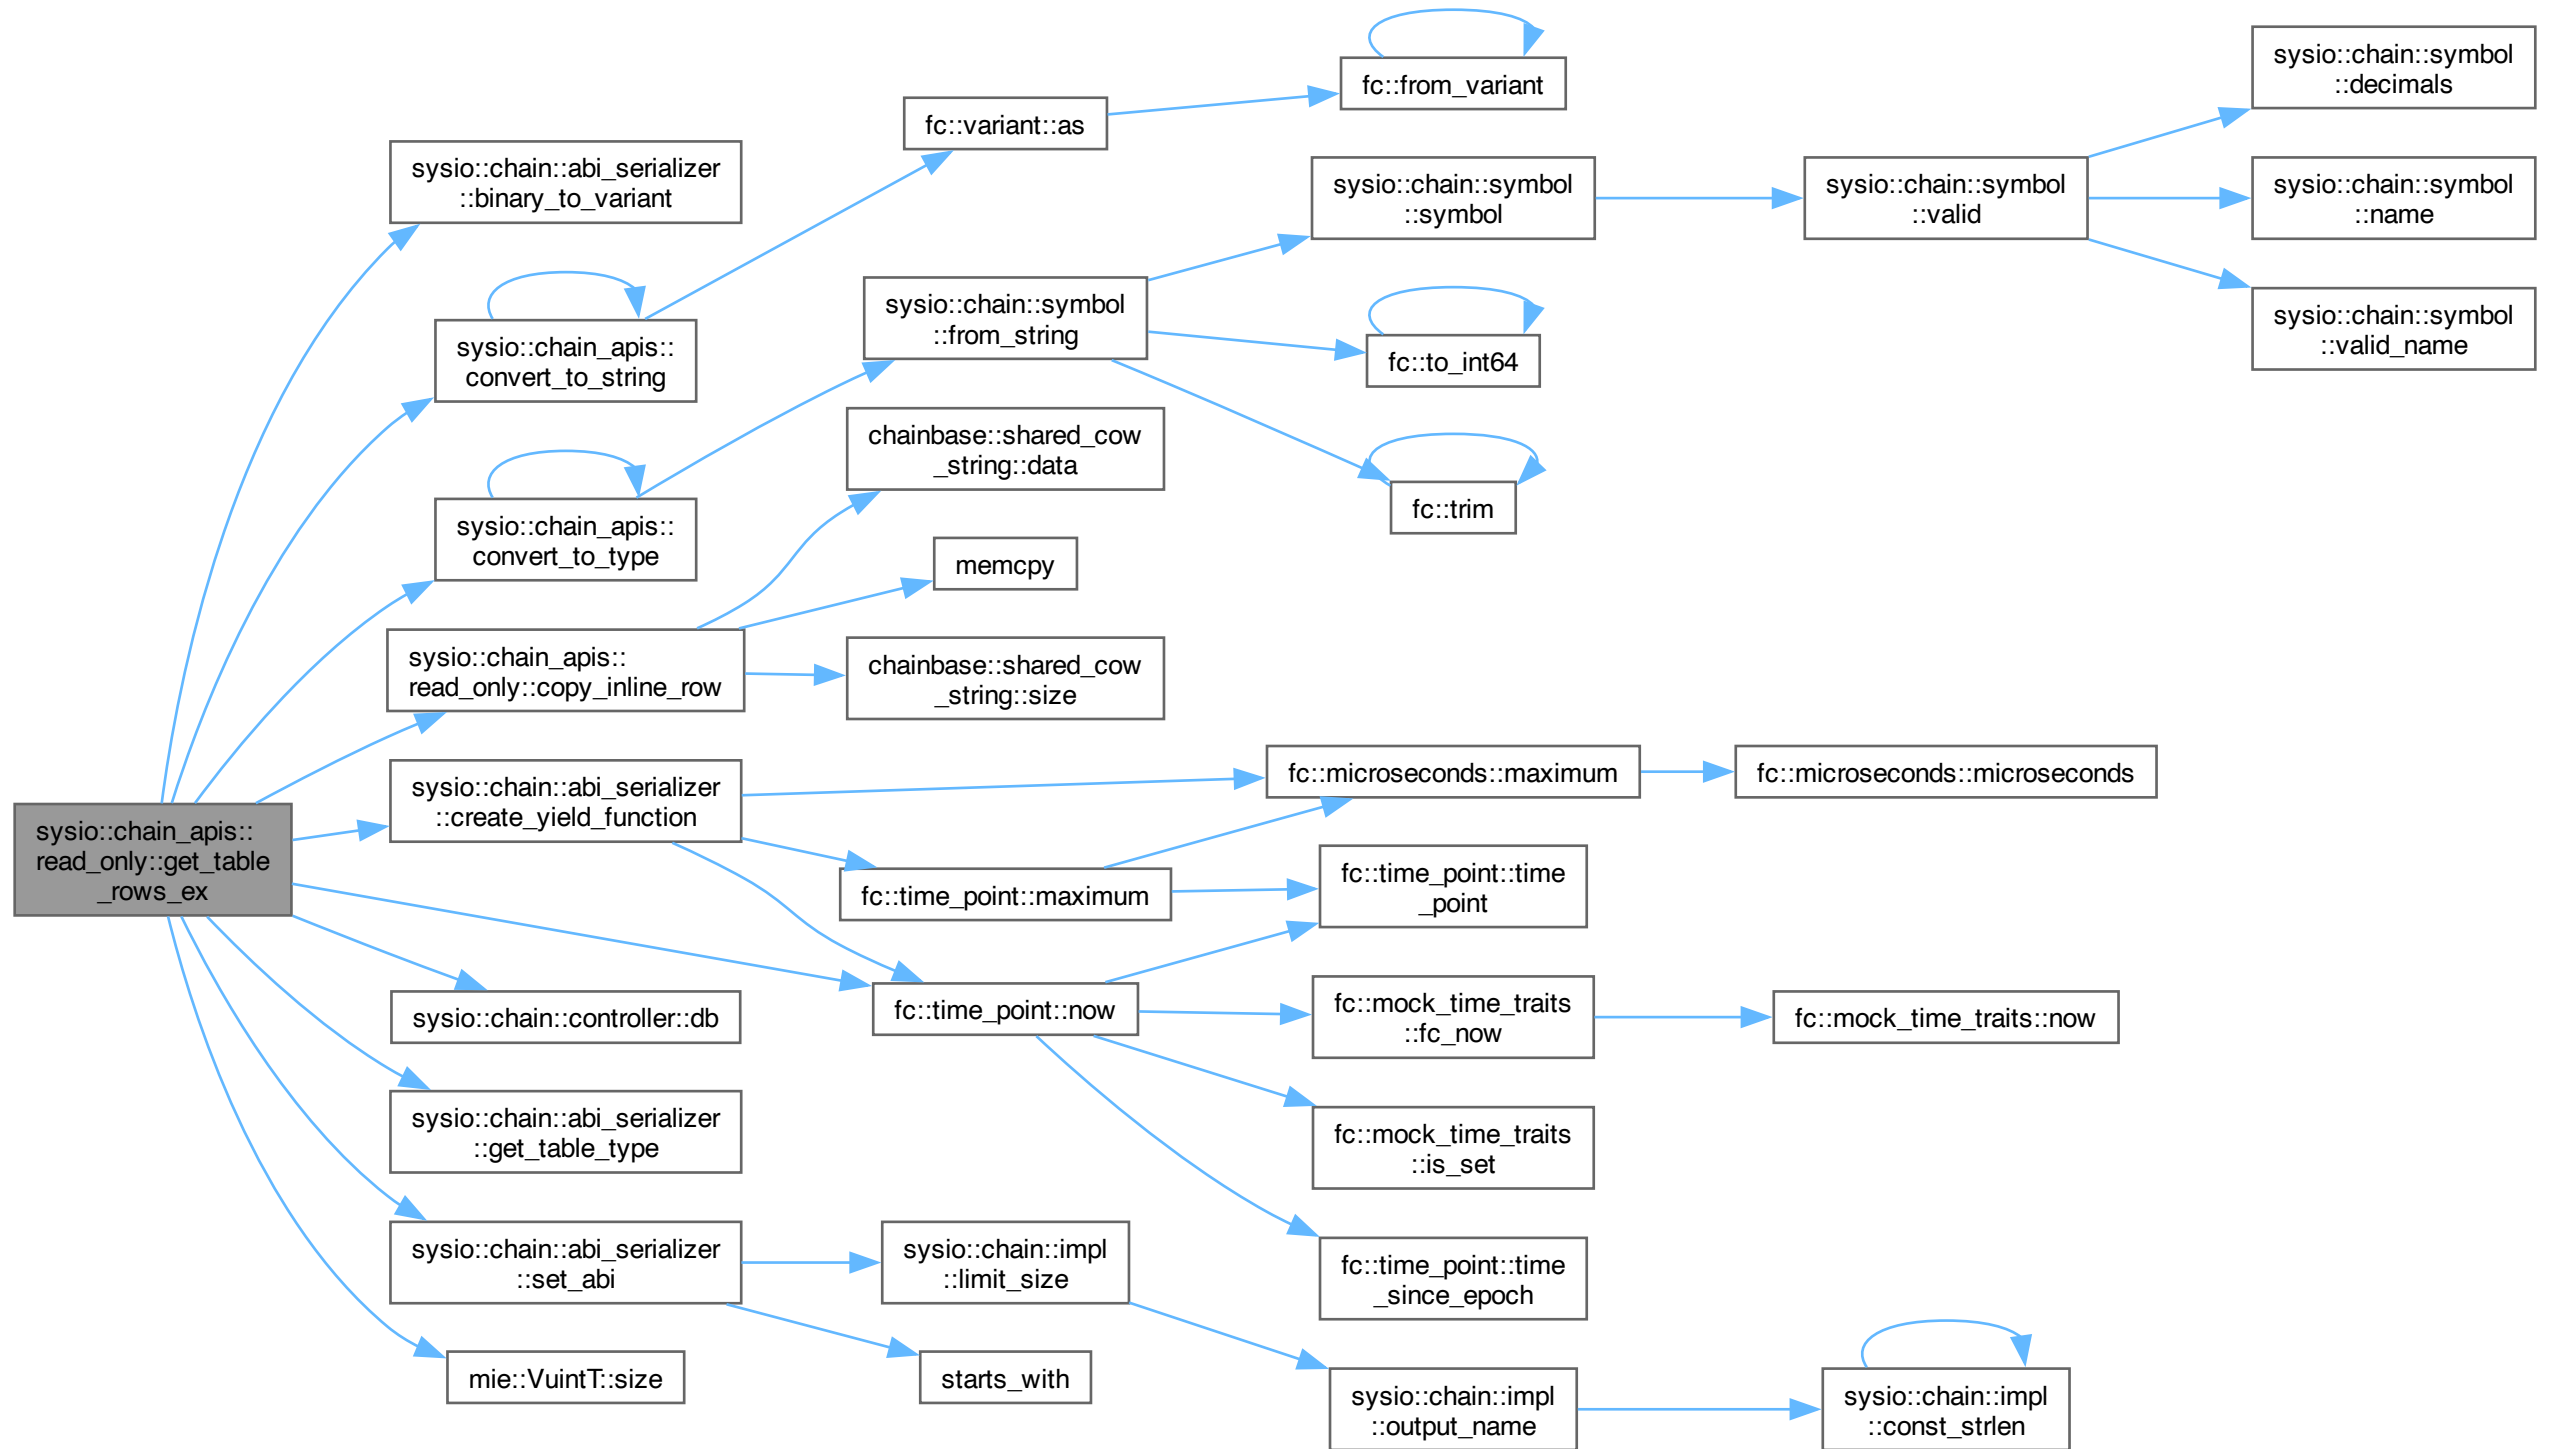 sysio::chain_apis::
read_only::get_table
_rows_ex
sysio::chain::abi_serializer
::binary_to_variant
sysio::chain_apis::
convert_to_string
sysio::chain_apis::
convert_to_type
sysio::chain_apis::
read_only::copy_inline_row
sysio::chain::abi_serializer
::create_yield_function
sysio::chain::controller::db
sysio::chain::abi_serializer
::get_table_type
sysio::chain::abi_serializer
::set_abi
mie::VuintT::size
fc::variant::as
sysio::chain::symbol
::from_string
chainbase::shared_cow
_string::data
memcpy
chainbase::shared_cow
_string::size
fc::time_point::maximum
fc::time_point::now
sysio::chain::impl
::limit_size
starts_with
fc::from_variant
sysio::chain::symbol
::symbol
fc::to_int64
fc::trim
fc::microseconds::maximum
fc::time_point::time
_point
fc::mock_time_traits
::fc_now
fc::mock_time_traits
::is_set
fc::time_point::time
_since_epoch
sysio::chain::impl
::output_name
sysio::chain::symbol
::valid
fc::microseconds::microseconds
fc::mock_time_traits::now
sysio::chain::impl
::const_strlen
sysio::chain::symbol
::decimals
sysio::chain::symbol
::name
sysio::chain::symbol
::valid_name